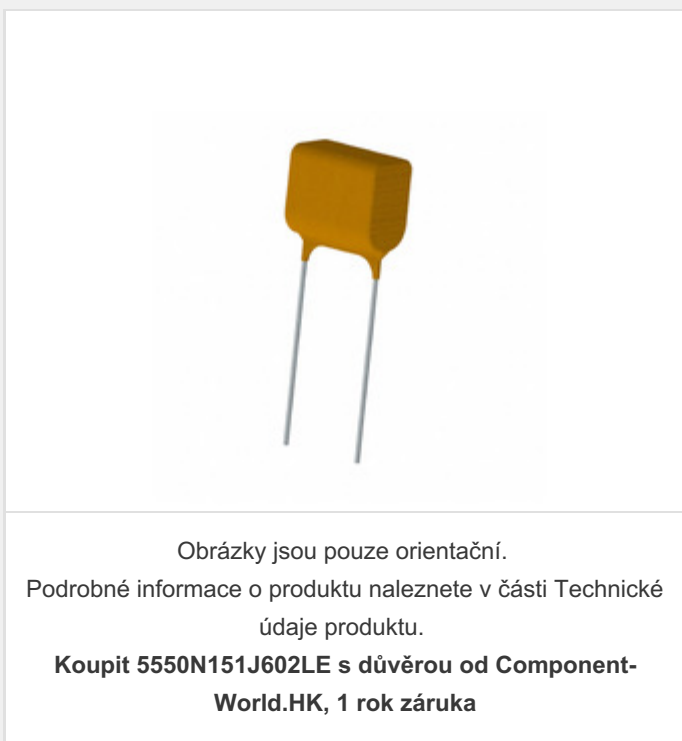 Obrázky jsou pouze orientační.
Podrobné informace o produktu naleznete v části Technické
údaje produktu.
Koupit 5550N151J602LE s důvěrou od Component-
World.HK, 1 rok záruka